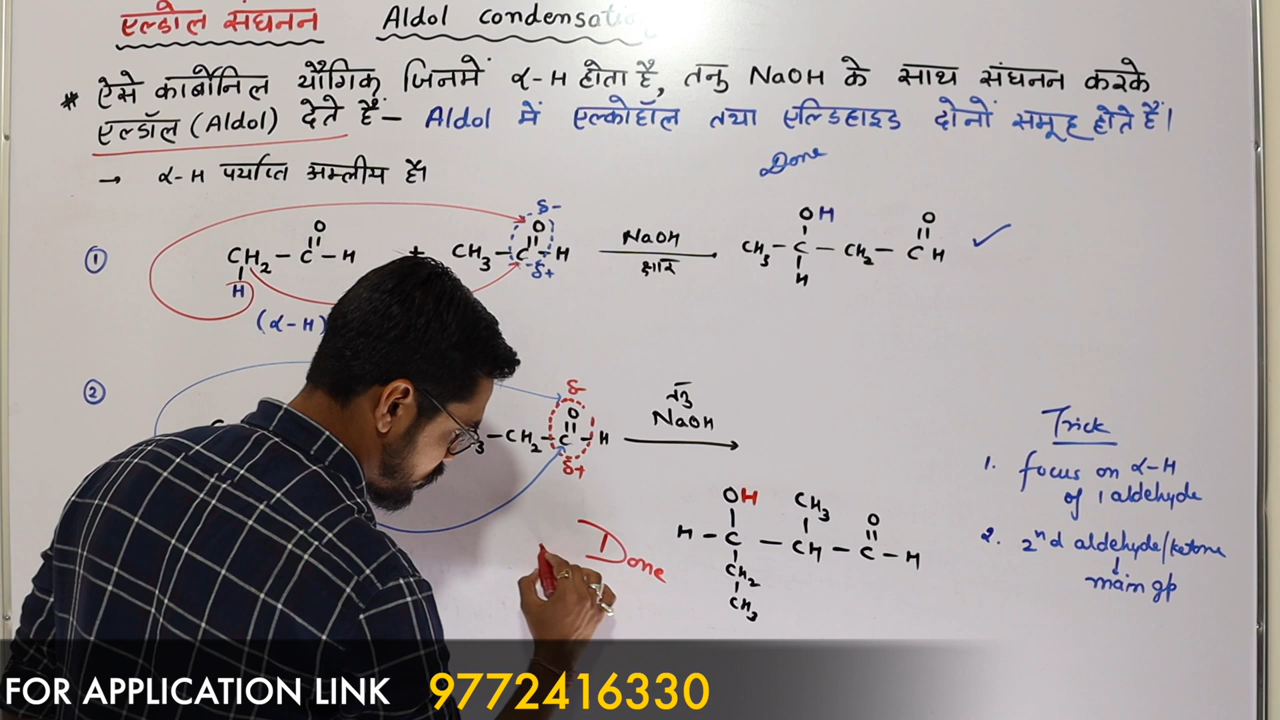 एल्डोल संघनन Aldol condensatio
* ऐसे कार्बोनिल यौगिक जिनमें α-H होता है, तनु NaOH के साथ संघनन करके
एल्डॉल (Aldol) देते हैं– Aldol में एल्कोहॉल तथा एल्डिहाइड दोनों समूह होते हैं।
→ α-H पर्याप्त अम्लीय है।
Done
δ-
O O OH O
① CH2 – C – H + CH3 – C – H NaOH CH3 – C – CH2 – C H
H δ+ क्षार H
(α-H)
②
δ-
O तनु
– CH2 – C – H NaOH
δ+
Trick
1. focus on α-H
of 1 aldehyde
2. 2nd aldehyde/ketone
↓
main gp
OH CH3 O
H – C – CH – C – H
CH2
CH3
Done
FOR APPLICATION LINK 9772416330